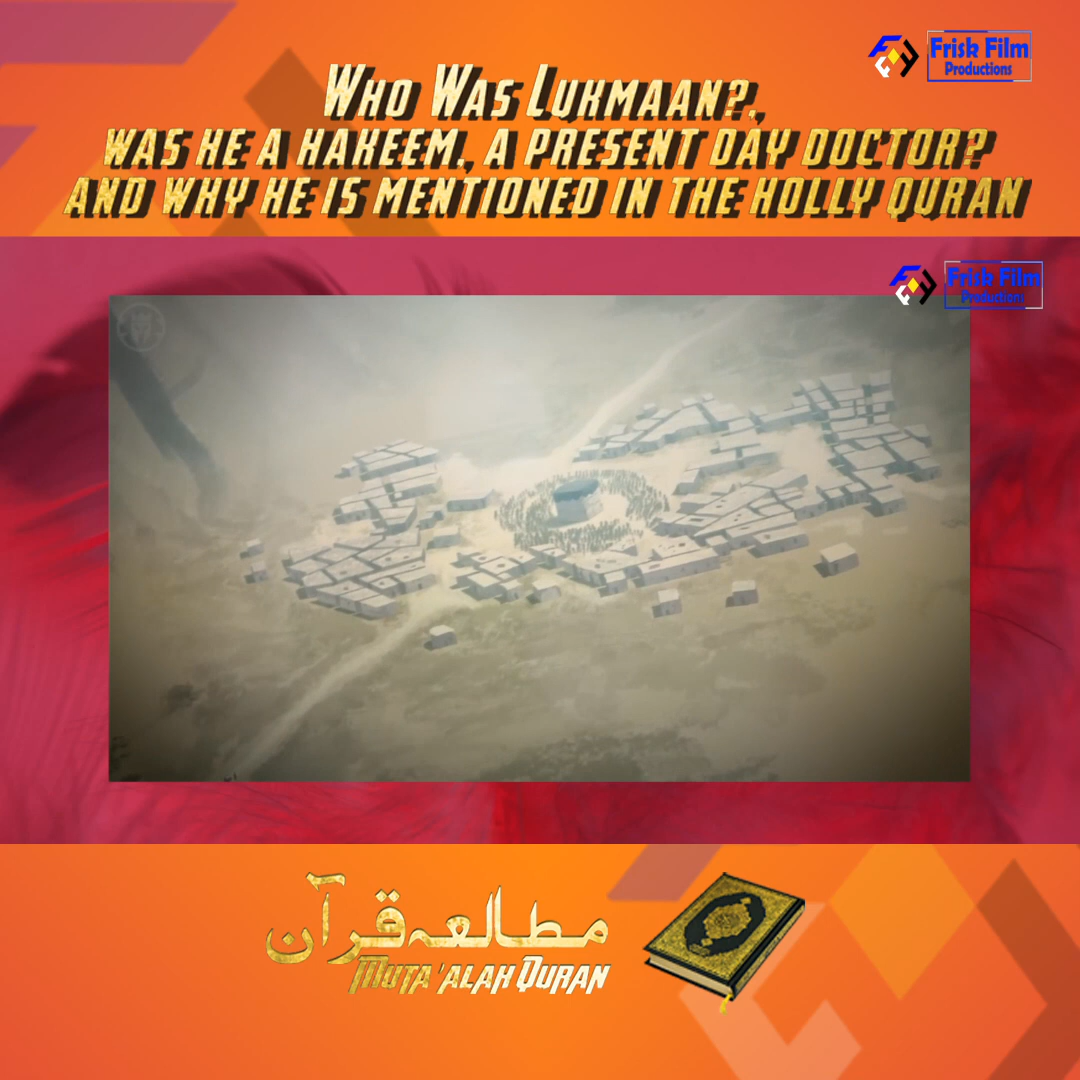 Frisk Film
Productions
Who Was Lukmaan?,
was he a hakeem, a present day doctor?
and why he is mentioned in the holly quran
Frisk Film
Productions
مطالعہ قرآن
Muta'alah Quran